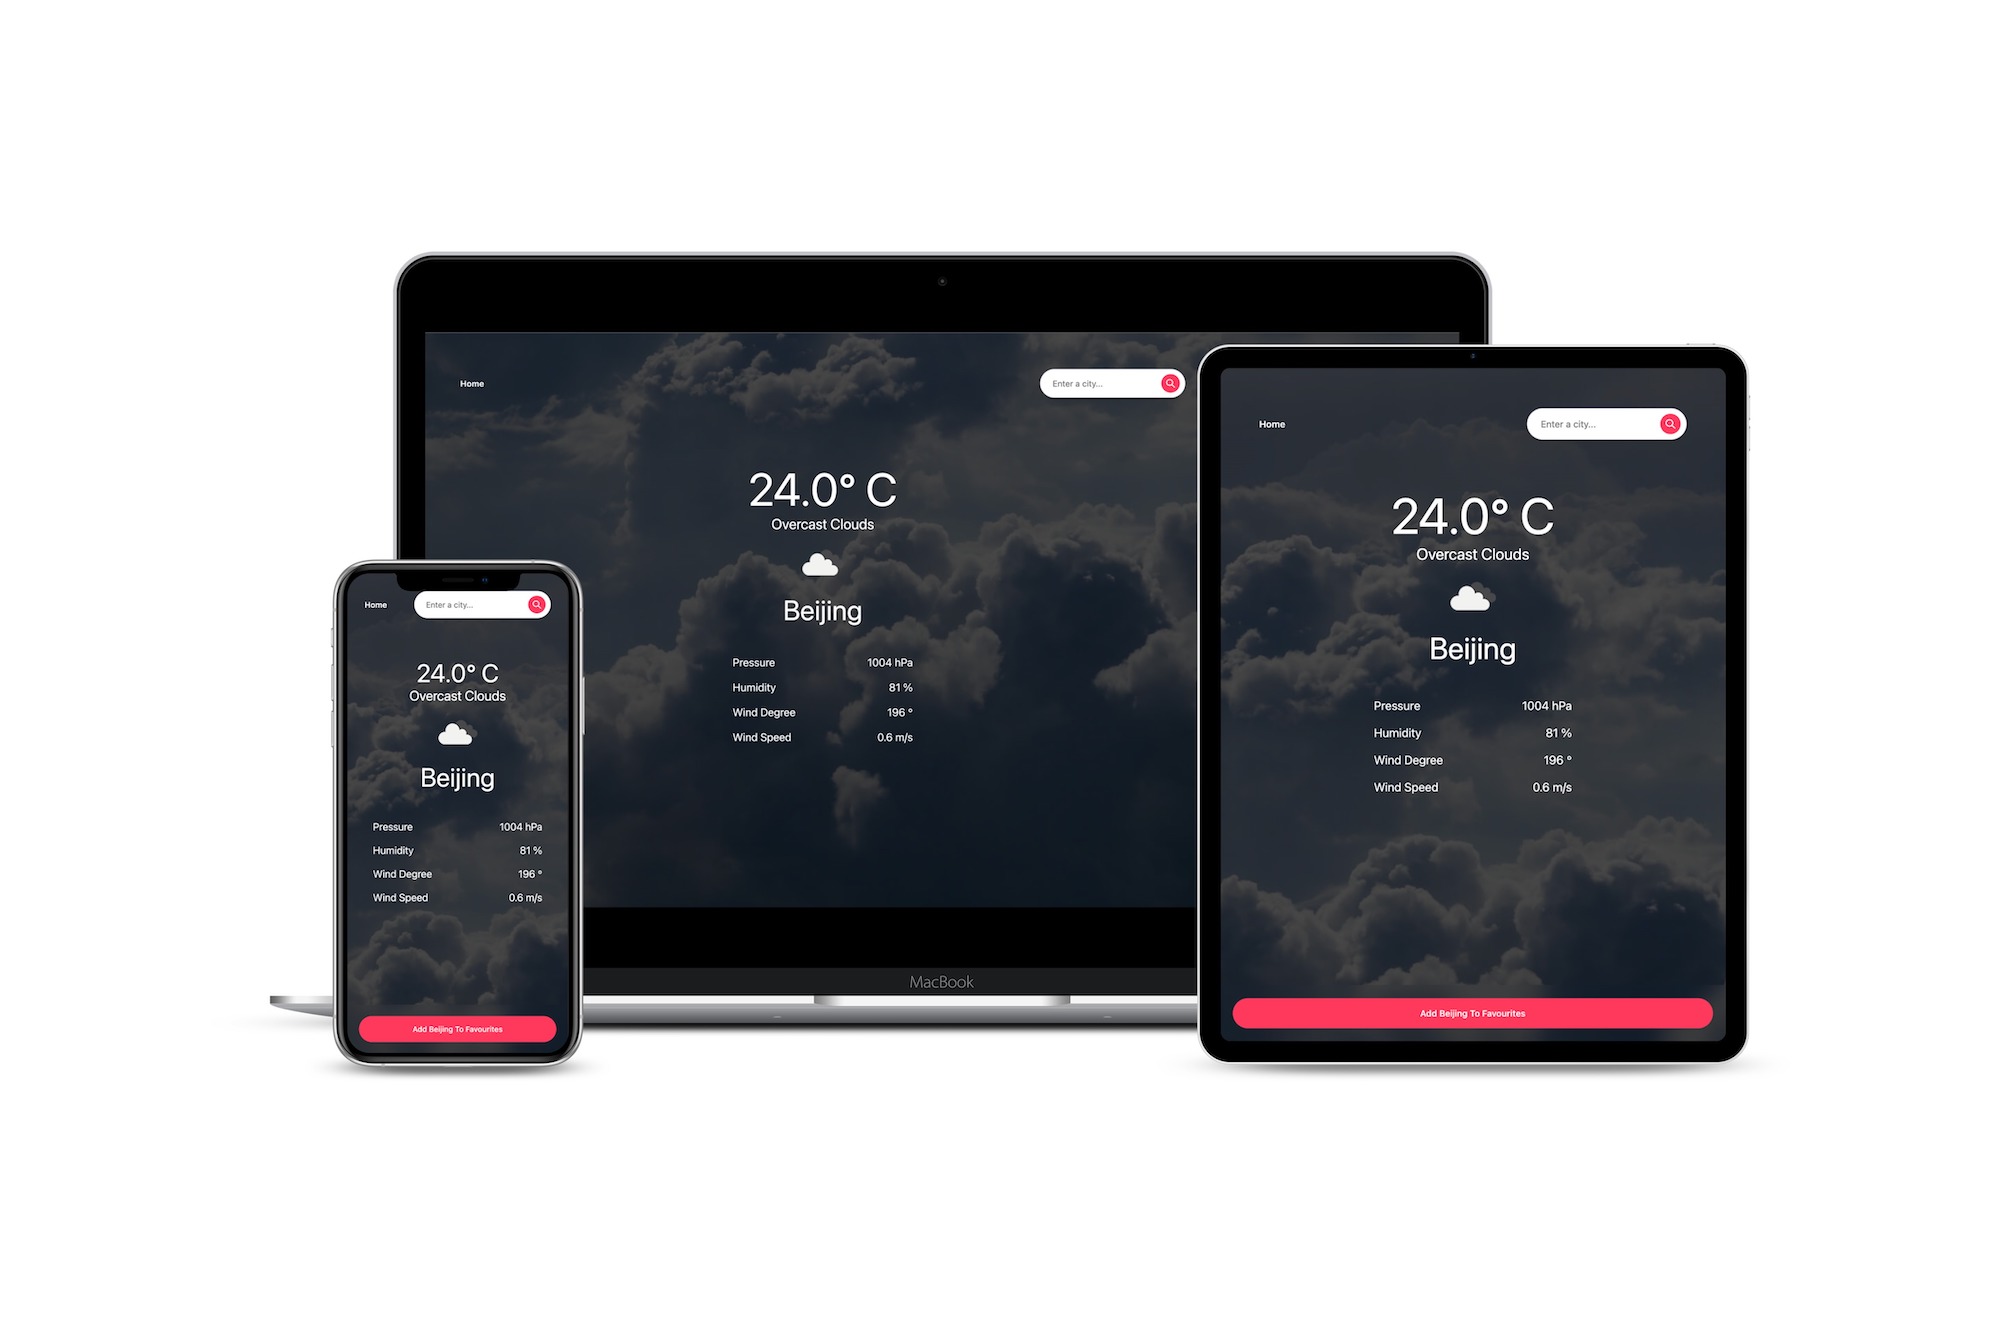 Home
Enter a city...
24.0° C
Overcast Clouds
Beijing
Pressure 1004 hPa
Humidity 81 %
Wind Degree 196 °
Wind Speed 0.6 m/s
MacBook
Home
Enter a city...
24.0° C
Overcast Clouds
Beijing
Pressure 1004 hPa
Humidity 81 %
Wind Degree 196 °
Wind Speed 0.6 m/s
Add Beijing To Favourites
Home
Enter a city...
24.0° C
Overcast Clouds
Beijing
Pressure 1004 hPa
Humidity 81 %
Wind Degree 196 °
Wind Speed 0.6 m/s
Add Beijing To Favourites